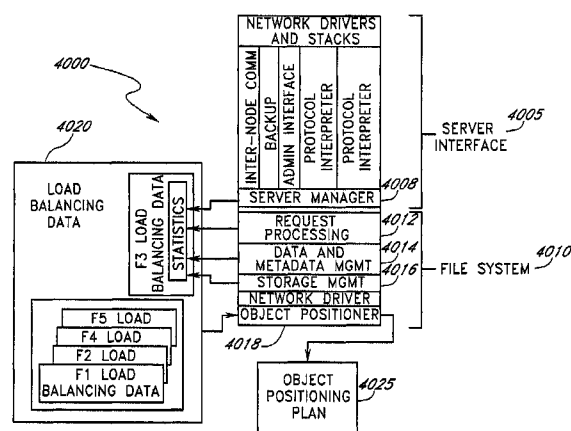 NETWORK DRIVERS
AND STACKS
INTER-NODE COMM
BACKUP
ADMIN INTERFACE
PROTOCOL
INTERPRETER
PROTOCOL
INTERPRETER
4000
4005
SERVER
INTERFACE
4008
SERVER MANAGER
4020
LOAD
BALANCING
DATA
F3 LOAD
BALANCING DATA
STATISTICS
4012
REQUEST
PROCESSING
4014
DATA AND
METADATA MGMT
4016
STORAGE MGMT
NETWORK DRIVER
OBJECT POSITIONER
4010
FILE SYSTEM
F5 LOAD
F4 LOAD
F2 LOAD
F1 LOAD
BALANCING DATA
4018
4025
OBJECT
POSITIONING
PLAN